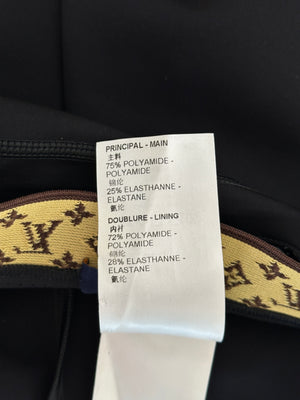 PRINCIPAL - MAIN
主料
75% POLYAMIDE -
POLYAMIDE
锦纶
25% ELASTHANNE -
ELASTANE
氨纶
DOUBLURE - LINING
内衬
72% POLYAMIDE -
POLYAMIDE
锦纶
28% ELASTHANNE -
ELASTANE
氨纶
LV